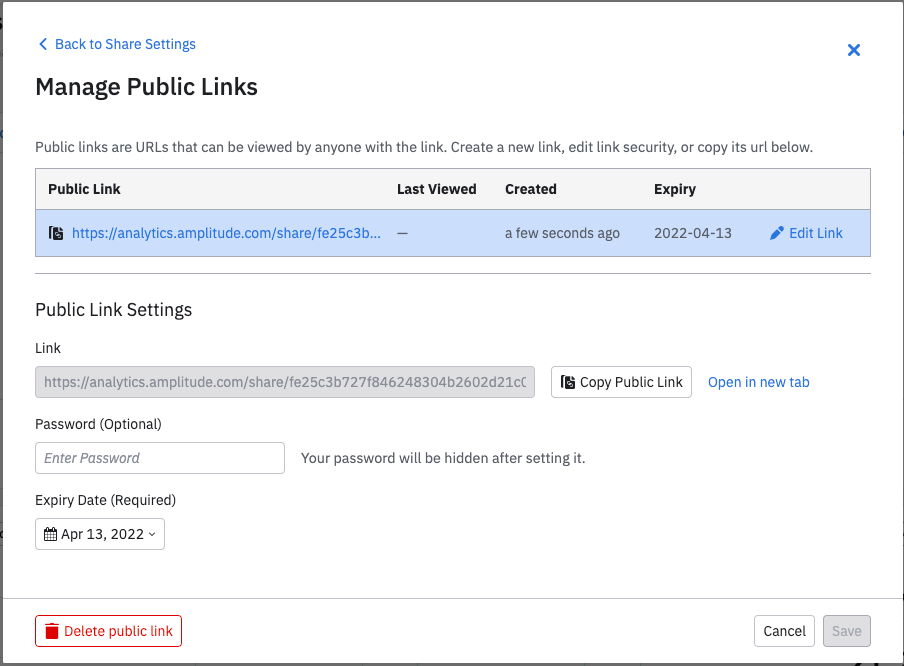 Back to Share Settings
Manage Public Links
Public links are URLs that can be viewed by anyone with the link. Create a new link, edit link security, or copy its url below.
Public Link Last Viewed Created Expiry
https://analytics.amplitude.com/share/fe25c3b... — a few seconds ago 2022-04-13 Edit Link
Public Link Settings
Link
https://analytics.amplitude.com/share/fe25c3b727f846248304b2602d21c0 Copy Public Link Open in new tab
Password (Optional)
Enter Password Your password will be hidden after setting it.
Expiry Date (Required)
Apr 13, 2022
Delete public link Cancel Save